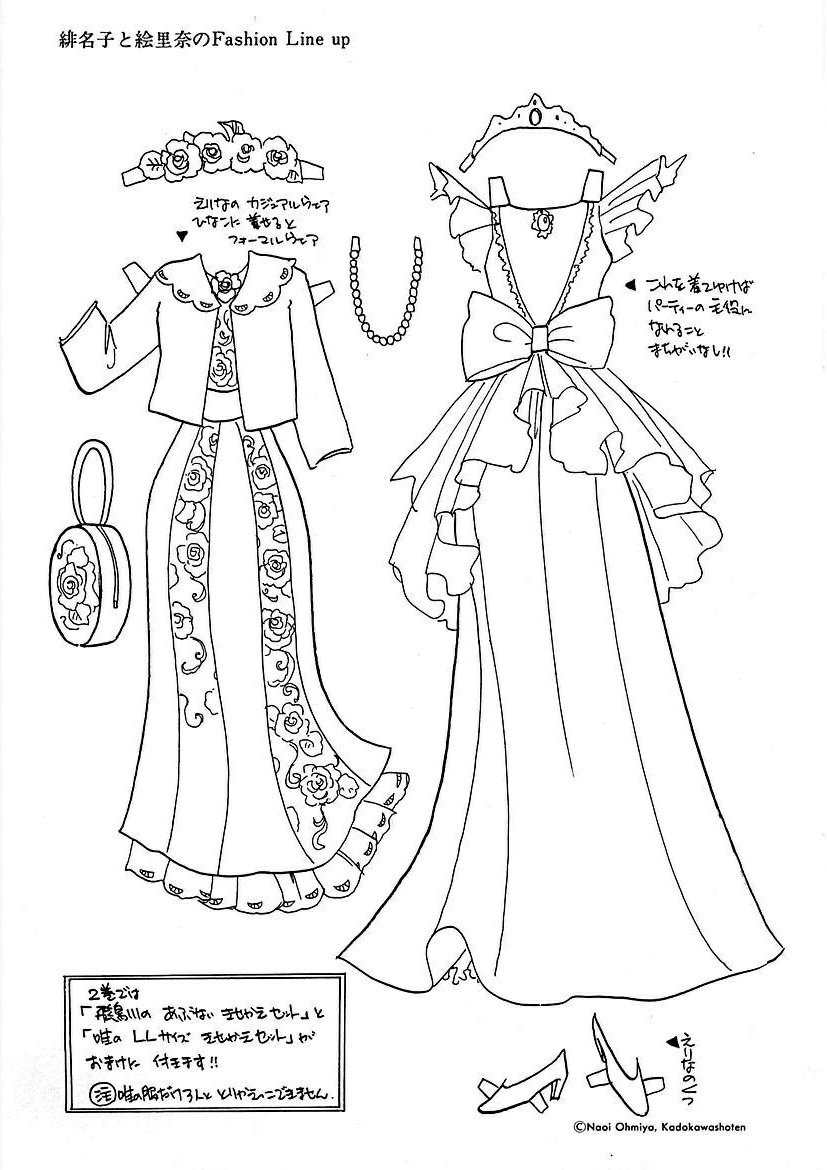 緋名子と絵里奈のFashion Line up
えりなの カジュアルウェア
ひなこに 着せると
フォーマルウェア
これを着てゆけば
パーティーの主役に
なれること
まちがいなし!!
2巻では
「飛鳥川の あぶない きせかえセット」と
「唯の LLサイズ きせかえセット」が
おまけに 付きます!!
注 唯の服だけ3人と とりかえっこできません.
えりなのくつ
©Naoi Ohmiya, Kadokawashoten